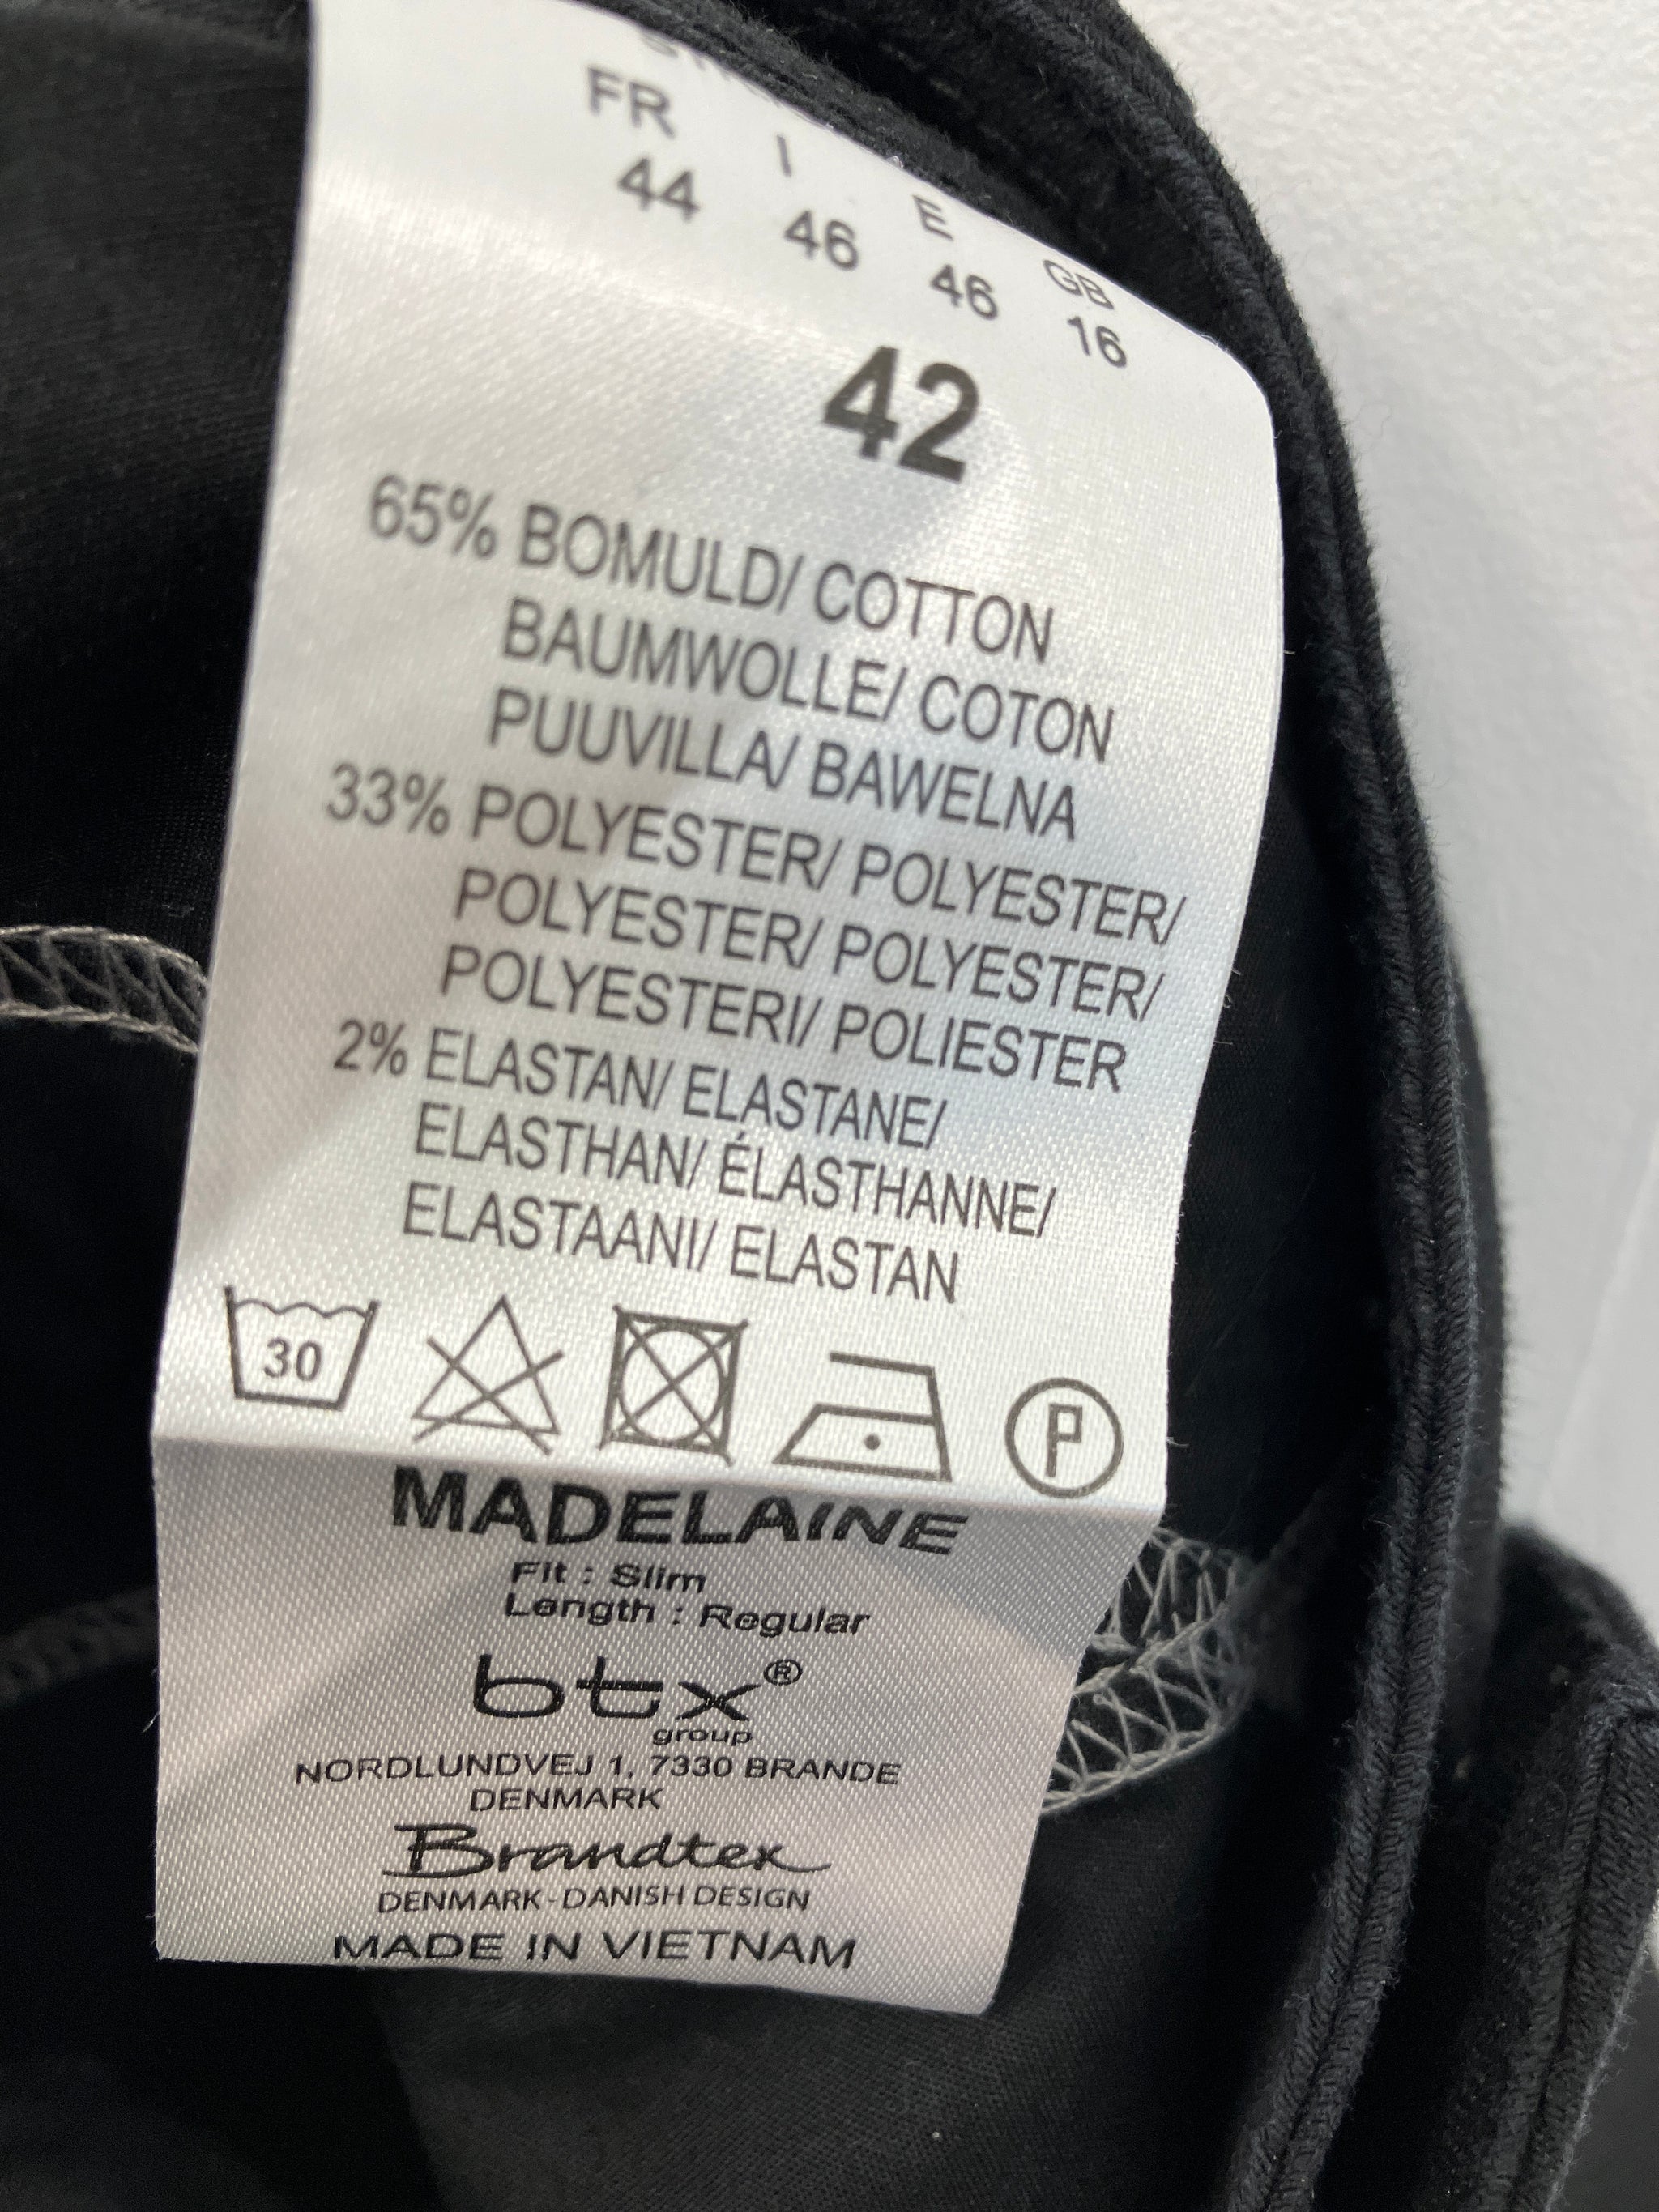 FR I E GB
44 46 46 16
42
65% BOMULD/ COTTON
BAUMWOLLE/ COTON
PUUVILLA/ BAWELNA
33% POLYESTER/ POLYESTER/
POLYESTER/ POLYESTER/
POLYESTERI/ POLIESTER
2% ELASTAN/ ELASTANE/
ELASTHAN/ ÉLASTHANNE/
ELASTAANI/ ELASTAN
30 P
MADELAINE
Fit : Slim
Length : Regular
btx®
group
NORDLUNDVEJ 1, 7330 BRANDE
DENMARK
Brandtex
DENMARK-DANISH DESIGN
MADE IN VIETNAM